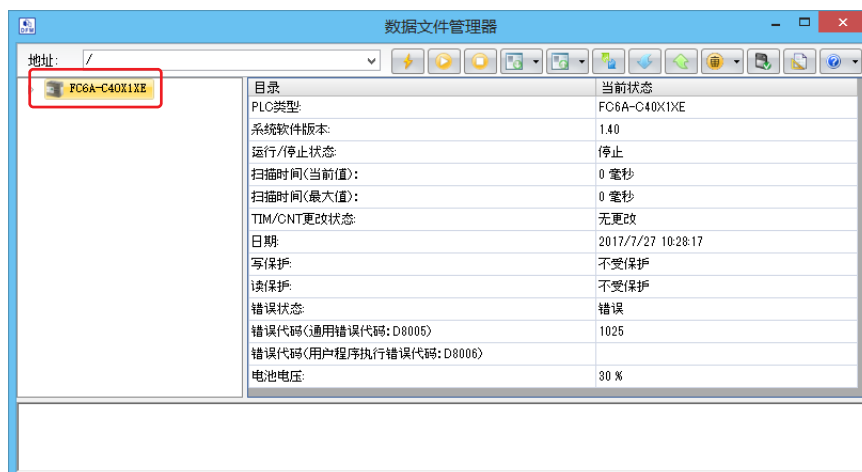 数据文件管理器
地址: /
FC6A-C40X1XE
目录 当前状态
PLC类型: FC6A-C40X1XE
系统软件版本: 1.40
运行/停止状态: 停止
扫描时间(当前值): 0 毫秒
扫描时间(最大值): 0 毫秒
TIM/CNT更改状态: 无更改
日期: 2017/7/27 10:28:17
写保护: 不受保护
读保护: 不受保护
错误状态: 错误
错误代码(通用错误代码:D8005) 1025
错误代码(用户程序执行错误代码:D8006)
电池电压: 30 %